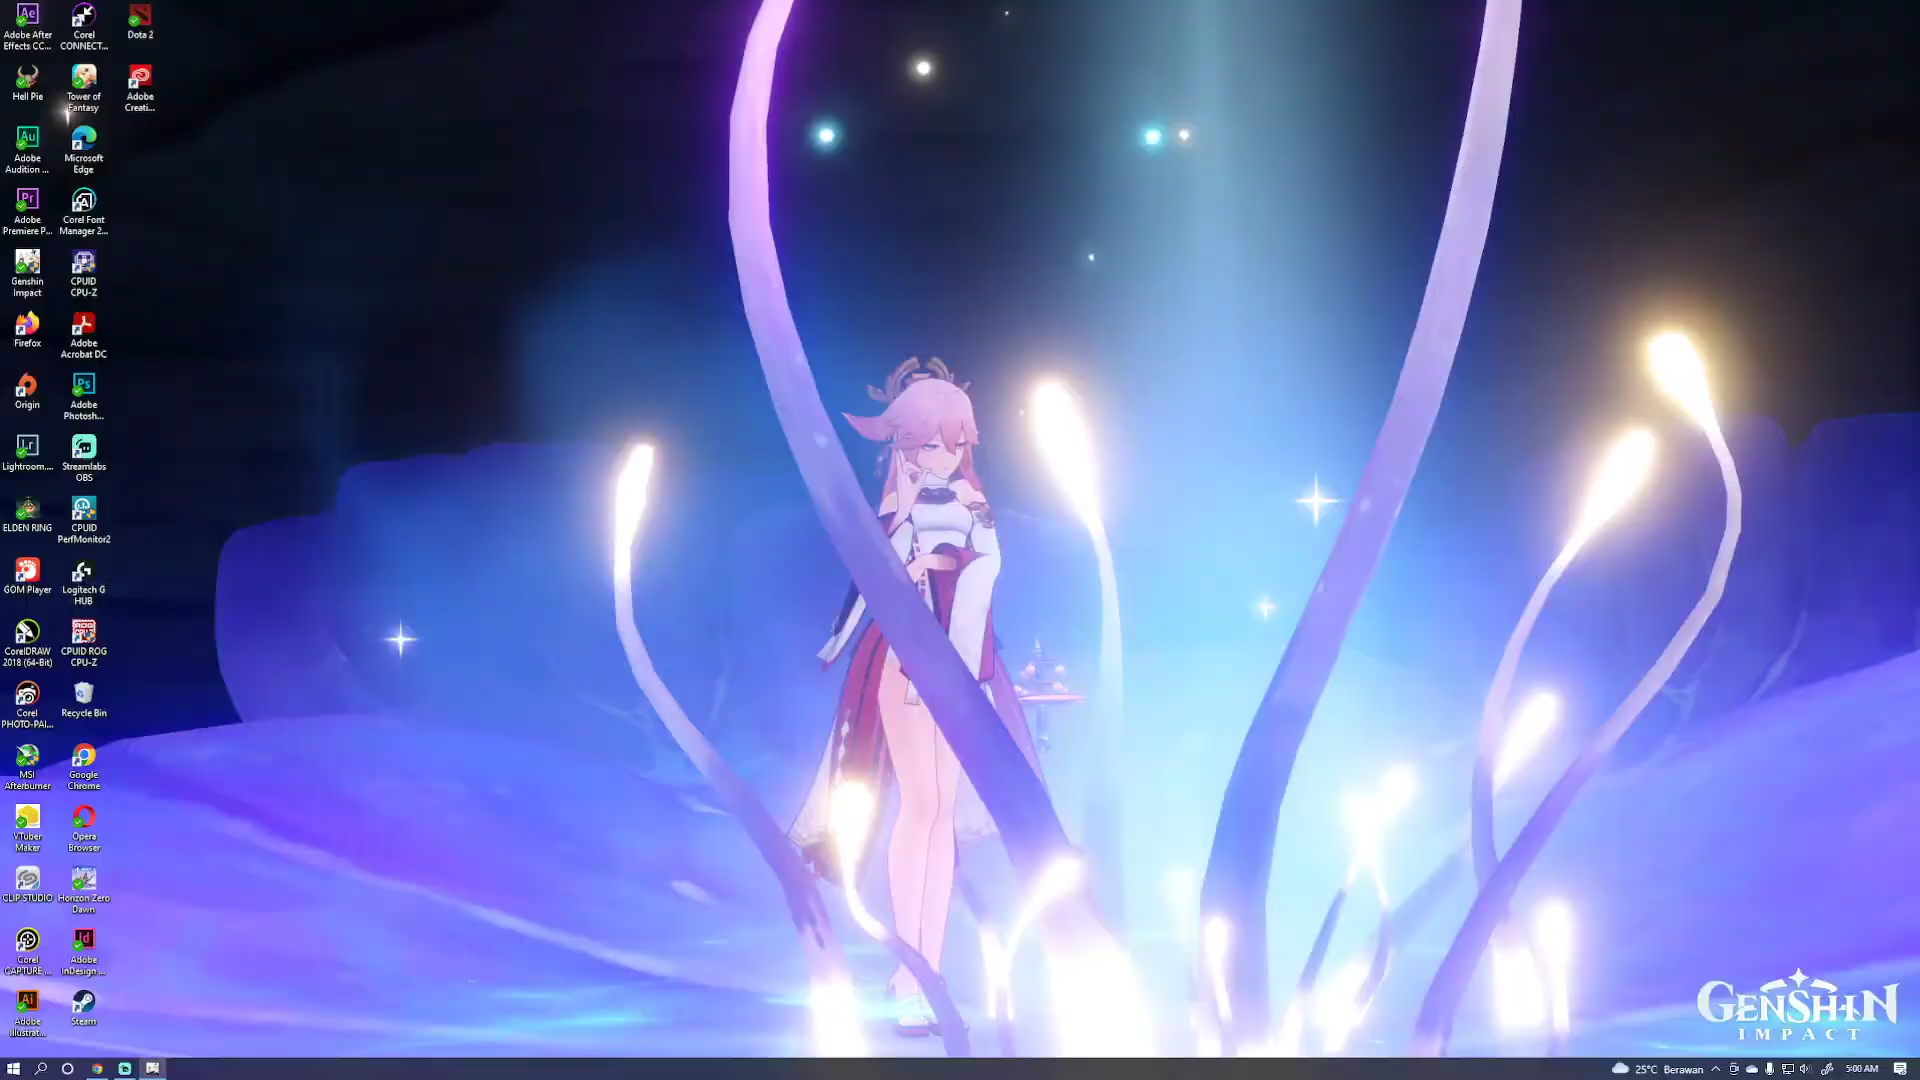 Adobe After
Effects CC...
Corel
CONNECT...
Dota 2
Hell Pie
Tower of
Fantasy
Adobe
Creati...
Adobe
Audition ...
Microsoft
Edge
Adobe
Premiere P...
Corel Font
Manager 2...
Genshin
Impact
CPUID
CPU-Z
Firefox
Adobe
Acrobat DC
Origin
Adobe
Photosh...
Lightroom....
Streamlabs
OBS
ELDEN RING
CPUID
PerfMonitor2
GOM Player
Logitech G
HUB
CorelDRAW
2018 (64-Bit)
CPUID ROG
CPU-Z
Corel
PHOTO-PAI...
Recycle Bin
MSI
Afterburner
Google
Chrome
VTuber
Maker
Opera
Browser
CLIP STUDIO
Horizon Zero
Dawn
Corel
CAPTURE ...
Adobe
InDesign ...
Adobe
Illustrat...
Steam
GENSHIN
IMPACT
25°C Berawan
5:00 AM